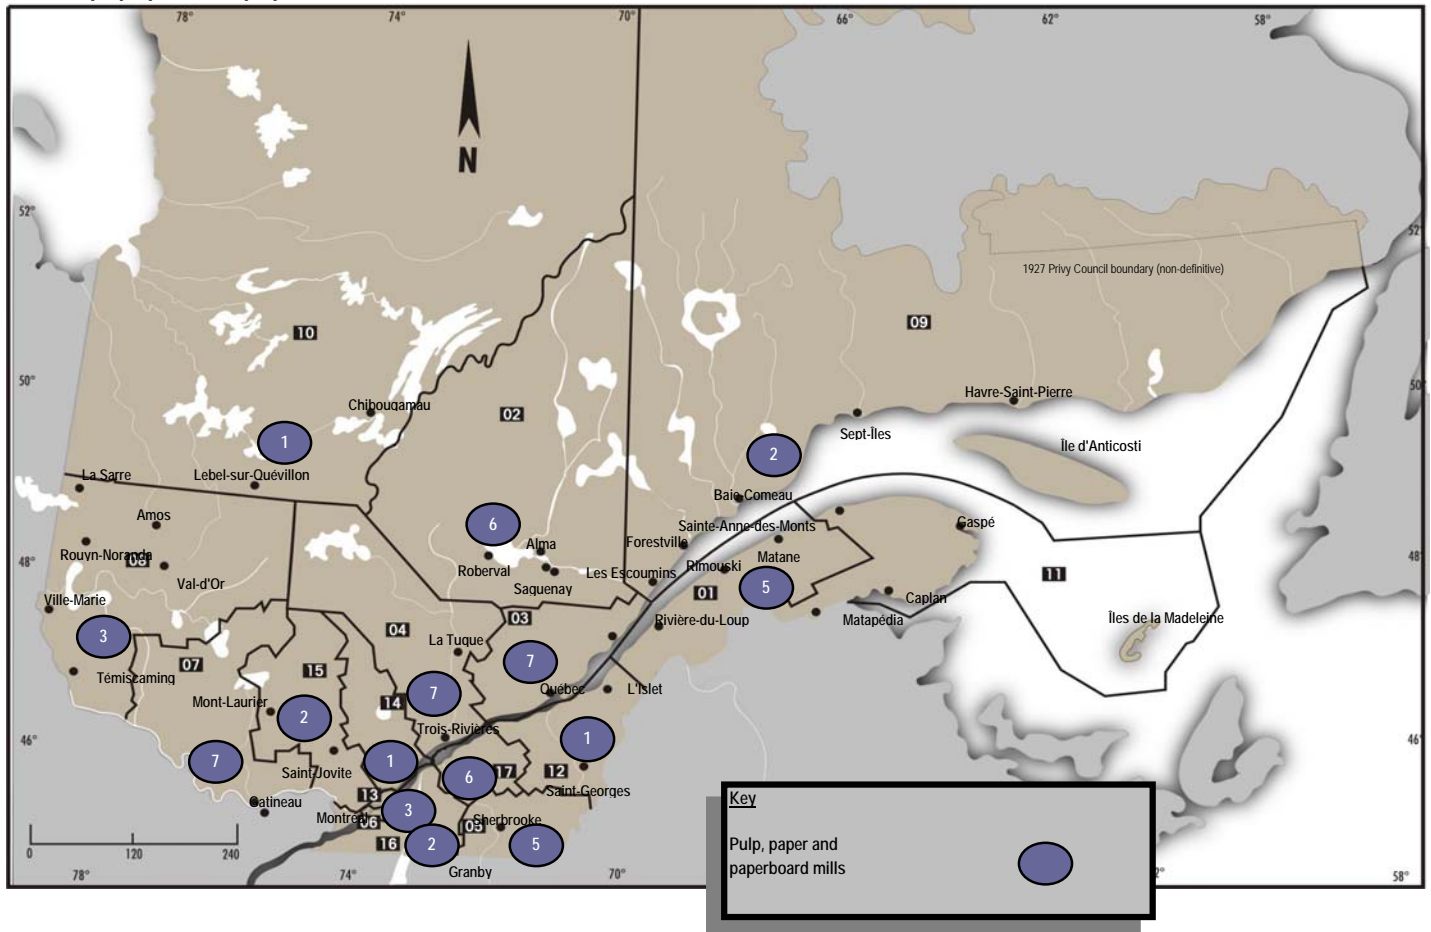 78°
74°
70°
66°
62°
58°
N
52°
52°
1927 Privy Council boundary (non-definitive)
10
09
50°
50°
Havre-Saint-Pierre
Chibougamau
02
Sept-Îles
1
Île d'Anticosti
2
La Sarre
Lebel-sur-Quévillon
Baie-Comeau
Amos
6
Sainte-Anne-des-Monts
Gaspé
Alma
Forestville
Rouyn-Noranda
08
48°
48°
Matane
Roberval
Les Escoumins
Rimouski
11
Val-d'Or
Saguenay
5
Ville-Marie
01
Caplan
03
Rivière-du-Loup
Matapédia
Îles de la Madeleine
3
04
La Tuque
07
15
7
Témiscaming
Québec
L'Islet
7
Mont-Laurier
14
2
Trois-Rivières
46°
1
46°
7
1
6
17
12
Saint-Jovite
Saint-Georges
13
Gatineau
3
Montréal
06
05
Sherbrooke
16
2
5
0
120
240
Granby
78°
74°
70°
58°
Key
Pulp, paper and
paperboard mills